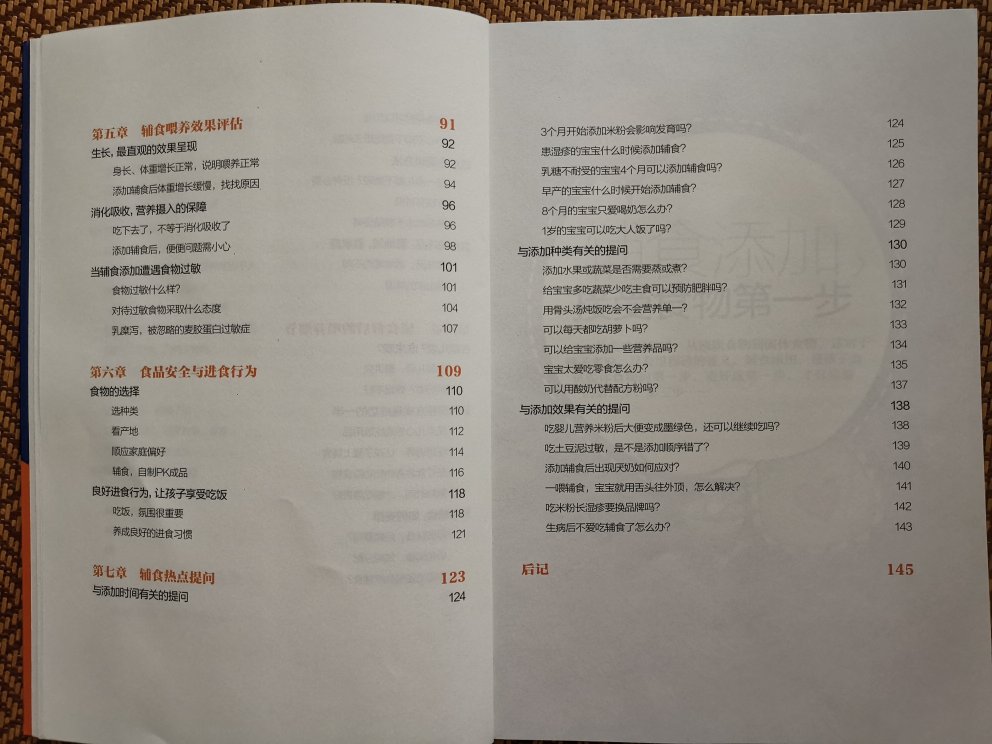 第五章 辅食喂养效果评估 91
生长，最直观的效果呈现 92
身长、体重增长正常，说明喂养正常 92
添加辅食后体重增长缓慢，找找原因 94
消化吸收，营养摄入的保障 96
吃下去了，不等于消化吸收了 96
添加辅食后，便便问题需小心 98
当辅食添加遭遇食物过敏 101
食物过敏什么样？ 101
对待过敏食物采取什么态度 104
乳糜泻，被忽略的麦胶蛋白过敏症 107
第六章 食品安全与进食行为 109
食物的选择 110
选种类 110
看产地 112
顺应家庭偏好 114
辅食，自制PK成品 116
良好进食行为，让孩子享受吃饭 118
吃饭，氛围很重要 118
养成良好的进食习惯 121
第七章 辅食热点提问 123
与添加时间有关的提问 124
3个月开始添加米粉会影响发育吗？ 124
患湿疹的宝宝什么时候添加辅食？ 125
乳糖不耐受的宝宝4个月可以添加辅食吗？ 126
早产的宝宝什么时候开始添加辅食？ 127
8个月的宝宝只爱喝奶怎么办？ 128
1岁的宝宝可以吃大人饭了吗？ 129
与添加种类有关的提问 130
添加水果或蔬菜是否需要蒸或煮？ 130
给宝宝多吃蔬菜少吃主食可以预防肥胖吗？ 131
用骨头汤炖饭吃会不会营养单一？ 132
可以每天都吃胡萝卜吗？ 133
可以给宝宝添加一些营养品吗？ 134
宝宝太爱吃零食怎么办？ 135
可以用酸奶代替配方粉吗？ 137
与添加效果有关的提问 138
吃婴儿营养米粉后大便变成墨绿色，还可以继续吃吗？ 138
吃土豆泥过敏，是不是添加顺序错了？ 139
添加辅食后出现厌奶如何应对？ 140
一喂辅食，宝宝就用舌头往外顶，怎么解决？ 141
吃米粉长湿疹要换品牌吗？ 142
生病后不爱吃辅食了怎么办？ 143
后记 145